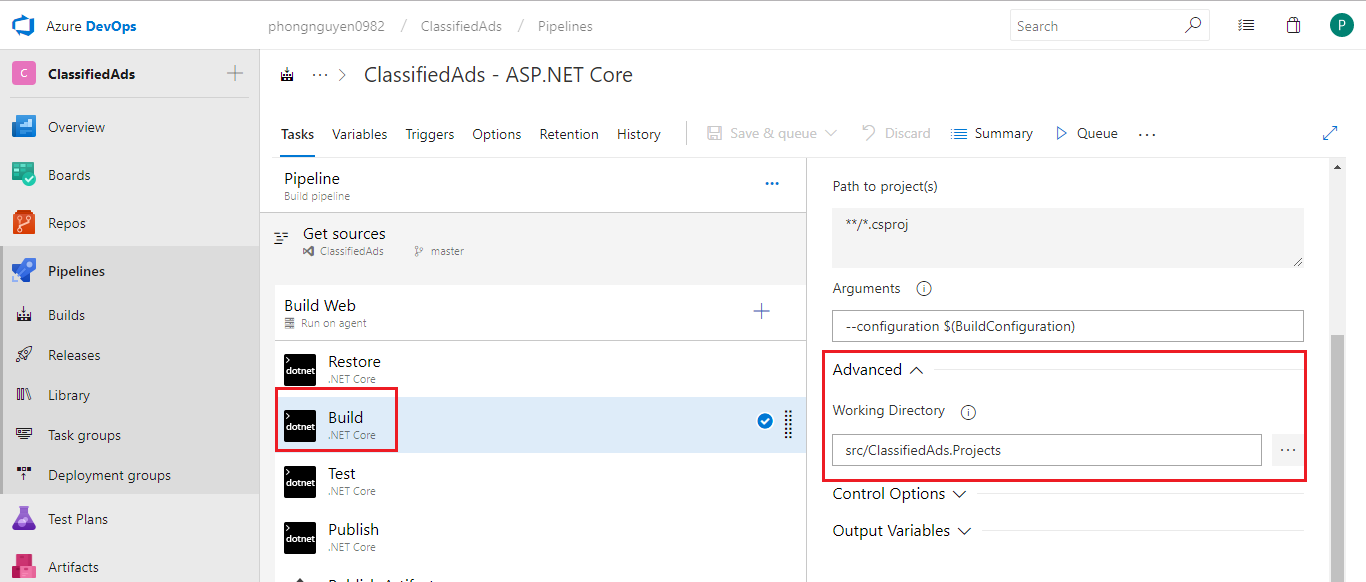 Azure DevOps
phongnguyen0982 / ClassifiedAds / Pipelines
Search
P
C ClassifiedAds
Overview
Boards
Repos
Pipelines
Builds
Releases
Library
Task groups
Deployment groups
Test Plans
Artifacts
... > ClassifiedAds - ASP.NET Core
Tasks Variables Triggers Options Retention History
Save & queue Discard Summary Queue ...
Pipeline
Build pipeline
...
Get sources
ClassifiedAds master
Build Web
Run on agent
dotnet
Restore
.NET Core
dotnet
Build
.NET Core
dotnet
Test
.NET Core
dotnet
Publish
.NET Core
Path to project(s)
**/*.csproj
Arguments
--configuration $(BuildConfiguration)
Advanced
Working Directory
src/ClassifiedAds.Projects
...
Control Options
Output Variables